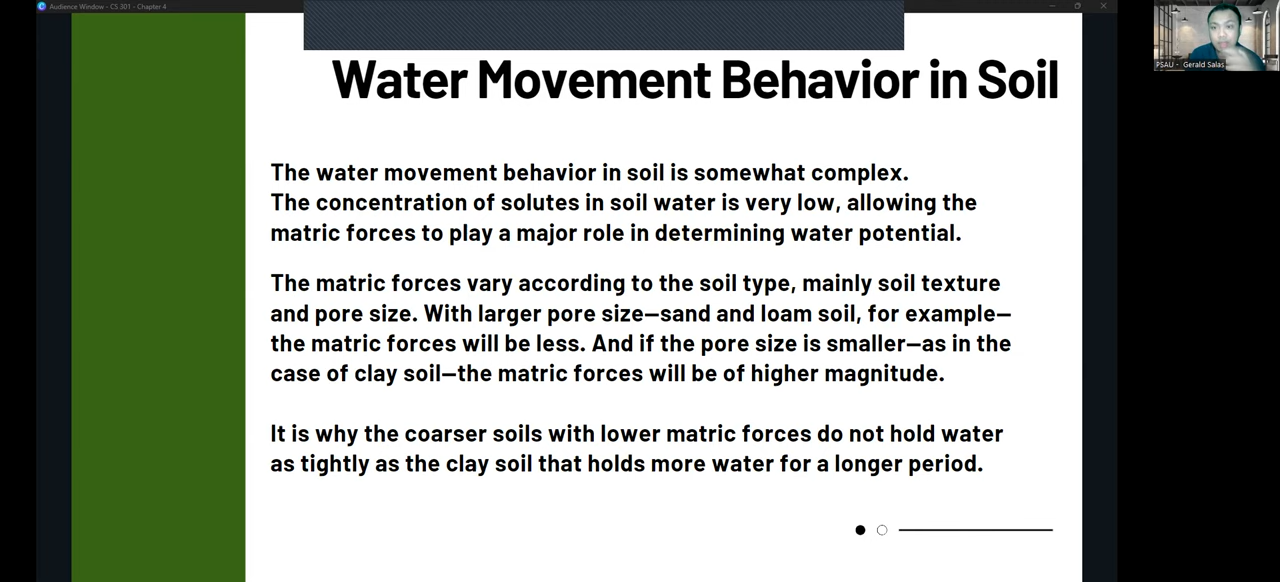 Audience Window - CS 301 - Chapter 4
PSAU - Gerald Salas
Water Movement Behavior in Soil
The water movement behavior in soil is somewhat complex.
The concentration of solutes in soil water is very low, allowing the
matric forces to play a major role in determining water potential.
The matric forces vary according to the soil type, mainly soil texture
and pore size. With larger pore size—sand and loam soil, for example—
the matric forces will be less. And if the pore size is smaller—as in the
case of clay soil—the matric forces will be of higher magnitude.
It is why the coarser soils with lower matric forces do not hold water
as tightly as the clay soil that holds more water for a longer period.